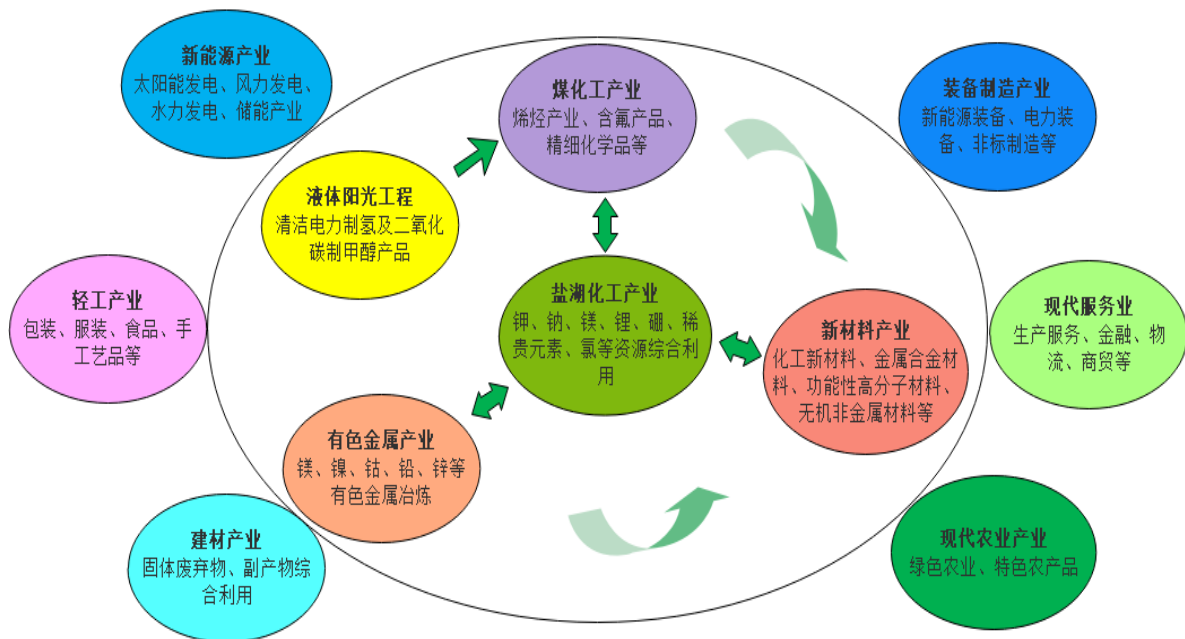 新能源产业
太阳能发电、风力发电、
水力发电、储能产业
煤化工产业
烯烃产业、含氟产品、
精细化学品等
装备制造产业
新能源装备、电力装
备、非标制造等
液体阳光工程
清洁电力制氢及二氧化
碳制甲醇产品
轻工产业
包装、服装、食品、手
工艺品等
盐湖化工产业
钾、钠、镁、锂、硼、稀
贵元素、氯等资源综合利
用
新材料产业
化工新材料、金属合金材
料、功能性高分子材料、
无机非金属材料等
现代服务业
生产服务、金融、物
流、商贸等
有色金属产业
镁、镍、钴、铅、锌等
有色金属冶炼
建材产业
固体废弃物、副产物综
合利用
现代农业产业
绿色农业、特色农产品